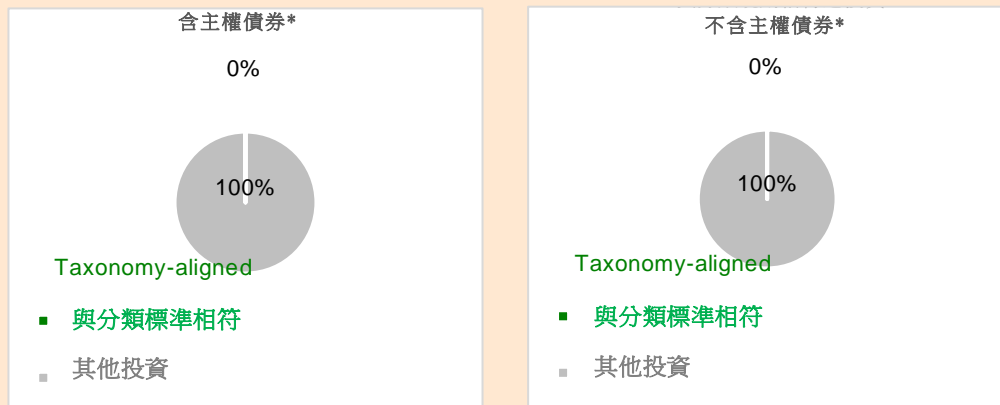 含主權債券*
0%
100%
Taxonomy-aligned
與分類標準相符
其他投資
不含主權債券*
0%
100%
Taxonomy-aligned
與分類標準相符
其他投資